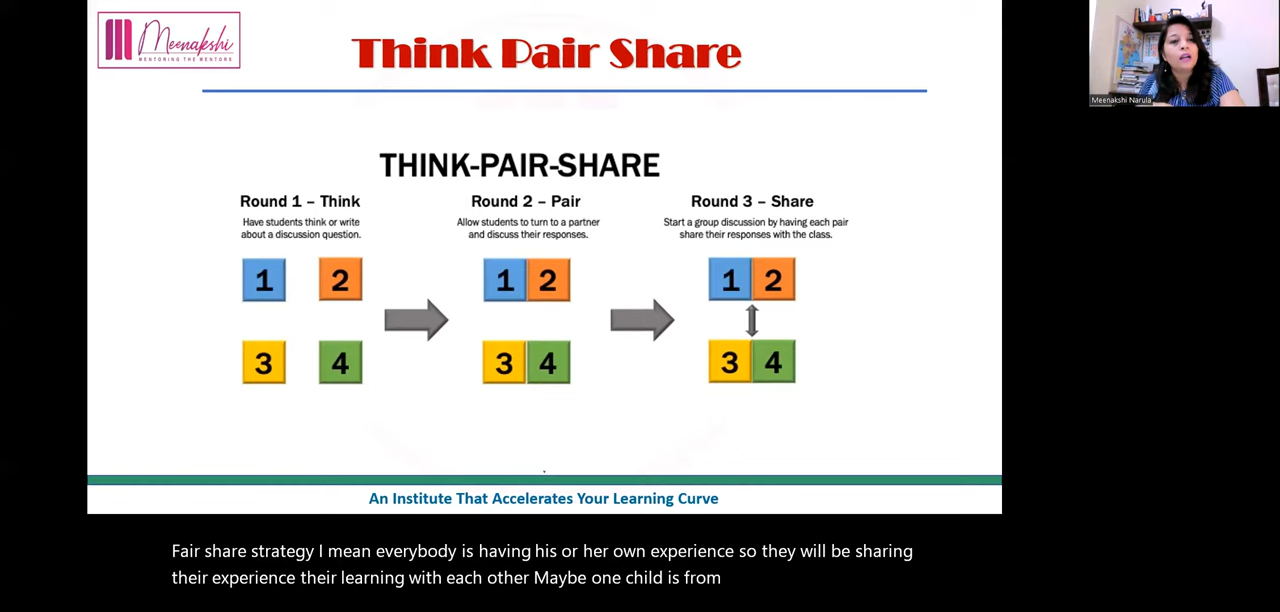 Meenakshi
MENTORING THE MENTORS
Think Pair Share
Meenakshi Narula
THINK-PAIR-SHARE
Round 1 – Think
Have students think or write
about a discussion question.
Round 2 – Pair
Allow students to turn to a partner
and discuss their responses.
Round 3 – Share
Start a group discussion by having each pair
share their responses with the class.
1 2
1 2
1 2
3 4
3 4
3 4
An Institute That Accelerates Your Learning Curve
Fair share strategy I mean everybody is having his or her own experience so they will be sharing
their experience their learning with each other Maybe one child is from